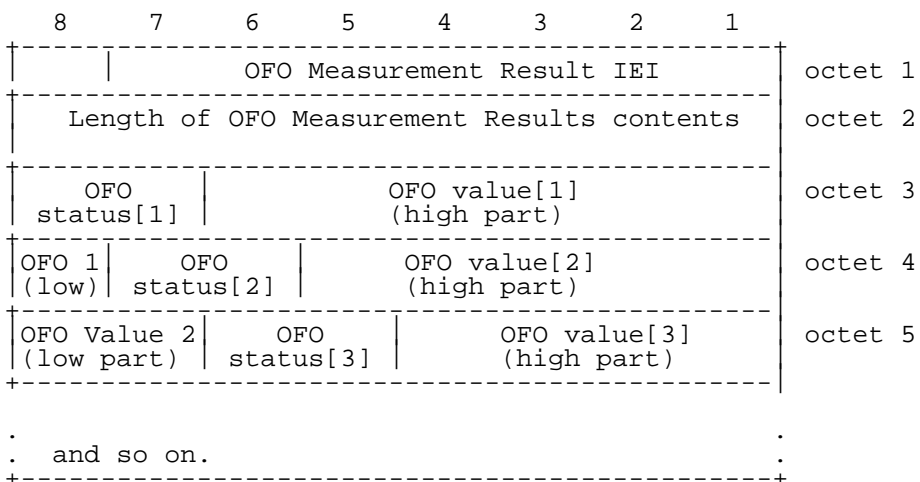 8 7 6 5 4 3 2 1
OFO Measurement Result IEI octet 1
Length of OFO Measurement Results contents octet 2
OFO OFO value[1] octet 3
status[1] (high part)
OFO 1 OFO OFO value[2] octet 4
(low) status[2] (high part)
OFO Value 2 OFO OFO value[3] octet 5
(low part) status[3] (high part)
. .
. and so on. .